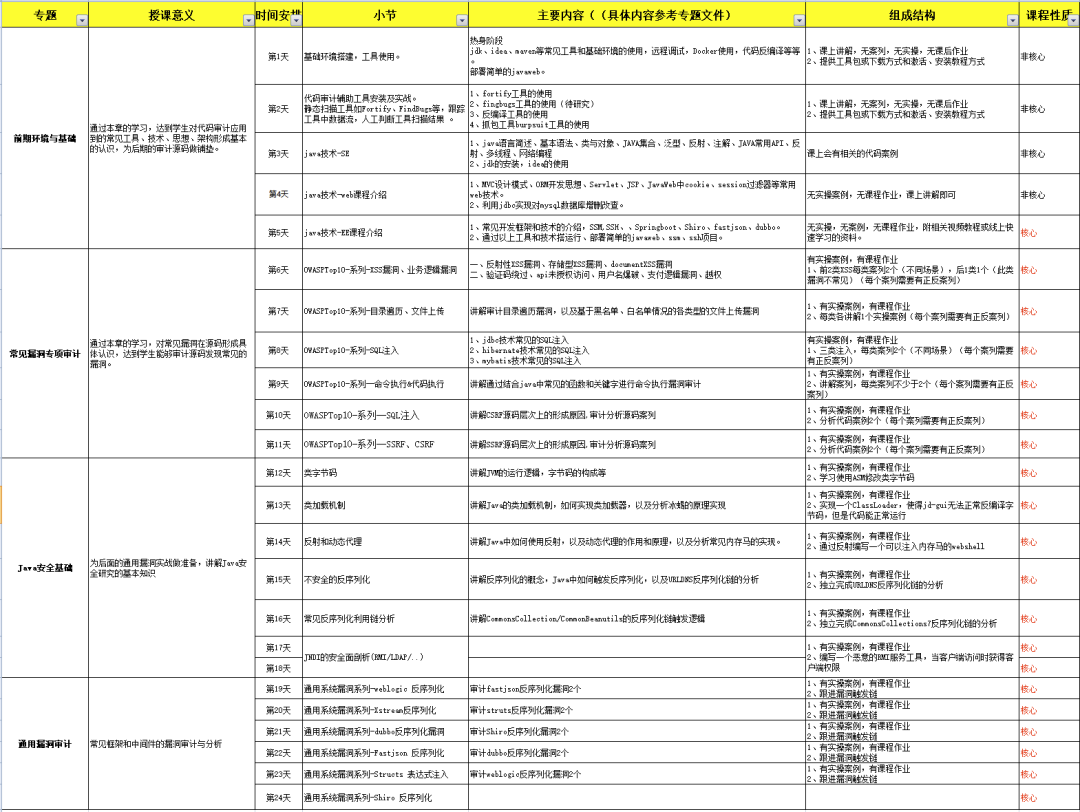 专题 授课意义 时间安排 小节 主要内容（（具体内容参考专题文件） 组成结构 课程性质
前期环境与基础
通过本章的学习，达到学生对代码审计应用
到的常见工具、技术、思想、架构形成基本
的认识，为后期的审计源码做铺垫。
第1天
基础环境搭建，工具使用。
热身阶段
jdk、idea、maven等常见工具和基础环境的使用，远程调试，Docker使用，代码反编译等等
。
部署简单的javaweb。
1、课上讲解，无案列，无实操，无课后作业
2、提供工具包或下载方式和激活、安装教程方式
非核心
第2天
代码审计辅助工具安装及实战。
静态扫描工具如Fortify、FindBugs等，跟踪
工具中数据流，人工判断工具扫描结果 。
1、fortify工具的使用
2、fingbugs工具的使用（待研究）
3、反编译工具的使用
4、抓包工具burpsuit工具的使用
1、课上讲解，无案列，无实操，无课后作业
2、提供工具包或下载方式和激活、安装教程方式
非核心
第3天
java技术-SE
1、java语言简述、基本语法、类与对象、JAVA集合、泛型、反射、注解、JAVA常用API、反
射、多线程、网络编程
2、jdk的安装，idea的使用
课上会有相关的代码案例
非核心
第4天
java技术-web课程介绍
1、MVC设计模式、ORM开发思想、Servlet、JSP、JavaWeb中cookie、session过滤器等常用
web技术。
2、利用jdbc实现对mysql数据库增删改查。
无实操案例，无课程作业，课上讲解即可
非核心
第5天
java技术-EE课程介绍
1、常见开发框架和技术的介绍，SSM,SSH、、Springboot、Shiro、fastjson、dubbo。
2、通过以上工具和技术搭运行、部署简单的javaweb、ssm、ssh项目。
无实操，无案例，无课程作业，附相关视频教程或线上快
速学习的资料。
核心
常见漏洞专项审计
通过本章的学习，对常见漏洞在源码形成具
体认识，达到学生能够审计源码发现常见的
漏洞。
第6天
OWASPTop10-系列-XSS漏洞、业务逻辑漏洞
一、反射性XSS漏洞、存储型XSS漏洞、documentXSS漏洞
二、验证码绕过、api未授权访问、用户名爆破、支付逻辑漏洞、越权
有实操案例，有课程作业
1、前2类XSS每类案列2个（不同场景），后1类1个（此类
漏洞不常见）（每个案列需要有正反案列）
核心
第7天
OWASPTop10-系列-目录遍历、文件上传
讲解审计目录遍历漏洞，以及基于黑名单、白名单情况的各类型的文件上传漏洞
1、有实操案例，有课程作业
2、每类各讲解1个实操案例（每个案列需要有正反案列）
核心
第8天
OWASPTop10-系列-SQL注入
1、jdbc技术常见的SQL注入
2、hibernate技术常见的SQL注入
3、mybatis技术常见的SQL注入
有实操案例，有课程作业
1、三类注入，每类案列2个（不同场景）（每个案列需要
有正反案列）
核心
第9天
OWASPTop10-系列—命令执行&代码执行
讲解通过结合java中常见的函数和关键字进行命令执行漏洞审计
1、有实操案例，有课程作业
2、讲解案列，每类案列不少于2个（每个案列需要有正反
案列）
核心
第10天
OWASPTop10-系列—SQL注入
讲解CSRF源码层次上的形成原因，审计分析源码案列
1、有实操案例，有课程作业
2、分析代码案例2个（每个案列需要有正反案列）
核心
第11天
OWASPTop10-系列—SSRF、CSRF
讲解SSRF源码层次上的形成原因，审计分析源码案列
1、有实操案例，有课程作业
2、分析代码案例2个（每个案列需要有正反案列）
核心
Java安全基础
为后面的通用漏洞实战做准备，讲解Java安
全研究的基本知识
第12天
类字节码
讲解JVM的运行逻辑，字节码的构成等
1、有实操案例，有课程作业
2、学习使用ASM修改类字节码
核心
第13天
类加载机制
讲解Java的类加载机制，如何实现类加载器，以及分析冰蝎的原理实现
1、有实操案例，有课程作业
2、实现一个ClassLoader，使得jd-gui无法正常反编译字
节码，但是代码能正常运行
核心
第14天
反射和动态代理
讲解Java中如何使用反射，以及动态代理的作用和原理，以及分析常见内存马的实现。
1、有实操案例，有课程作业
2、通过反射编写一个可以注入内存马的webshell
核心
第15天
不安全的反序列化
讲解反序列化的概念，Java中如何触发反序列化，以及URLDNS反序列化链的分析
1、有实操案例，有课程作业
2、独立完成URLDNS反序列化链的分析
核心
第16天
常见反序列化利用链分析
讲解CommonsCollection/CommonBeanutils的反序列化链触发逻辑
1、有实操案例，有课程作业
2、独立完成CommonsCollections7反序列化链的分析
核心
第17天
第18天
JNDI的安全面剖析(RMI/LDAP/..)
1、有实操案例，有课程作业
2、编写一个恶意的RMI服务工具，当客户端访问时获得客
户端权限
核心
核心
通用漏洞审计
常见框架和中间件的漏洞审计与分析
第19天
通用系统漏洞系列-weblogic 反序列化
审计fastjson反序列化漏洞2个
1、有实操案例，有课程作业
2、跟进漏洞触发链
核心
第20天
通用系统漏洞系列-Xstream反序列化
审计struts反序列化漏洞2个
1、有实操案例，有课程作业
2、跟进漏洞触发链
核心
第21天
通用系统漏洞系列-dubbo反序列化漏洞
审计Shiro反序列化漏洞2个
1、有实操案例，有课程作业
2、跟进漏洞触发链
核心
第22天
通用系统漏洞系列-Fastjson 反序列化
审计dubbo反序列化漏洞2个
1、有实操案例，有课程作业
2、跟进漏洞触发链
核心
第23天
通用系统漏洞系列-Structs 表达式注入
审计weblogic反序列化漏洞2个
1、有实操案例，有课程作业
2、跟进漏洞触发链
核心
第24天
通用系统漏洞系列-Shiro 反序列化
核心